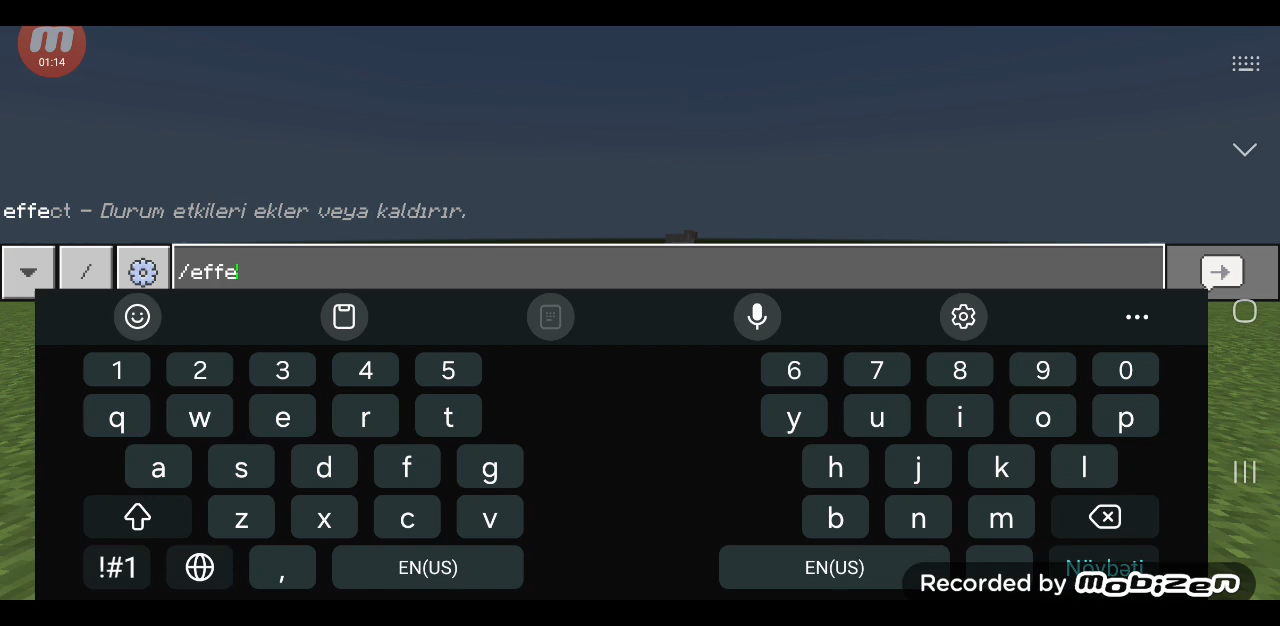 m
01:14
effect – Durum etkileri ekler veya kaldırır.
/
/effe
1 2 3 4 5 6 7 8 9 0
q w e r t y u i o p
a s d f g h j k l
z x c v b n m
!#1 , EN(US) EN(US) Növbəti
Recorded by mobizen